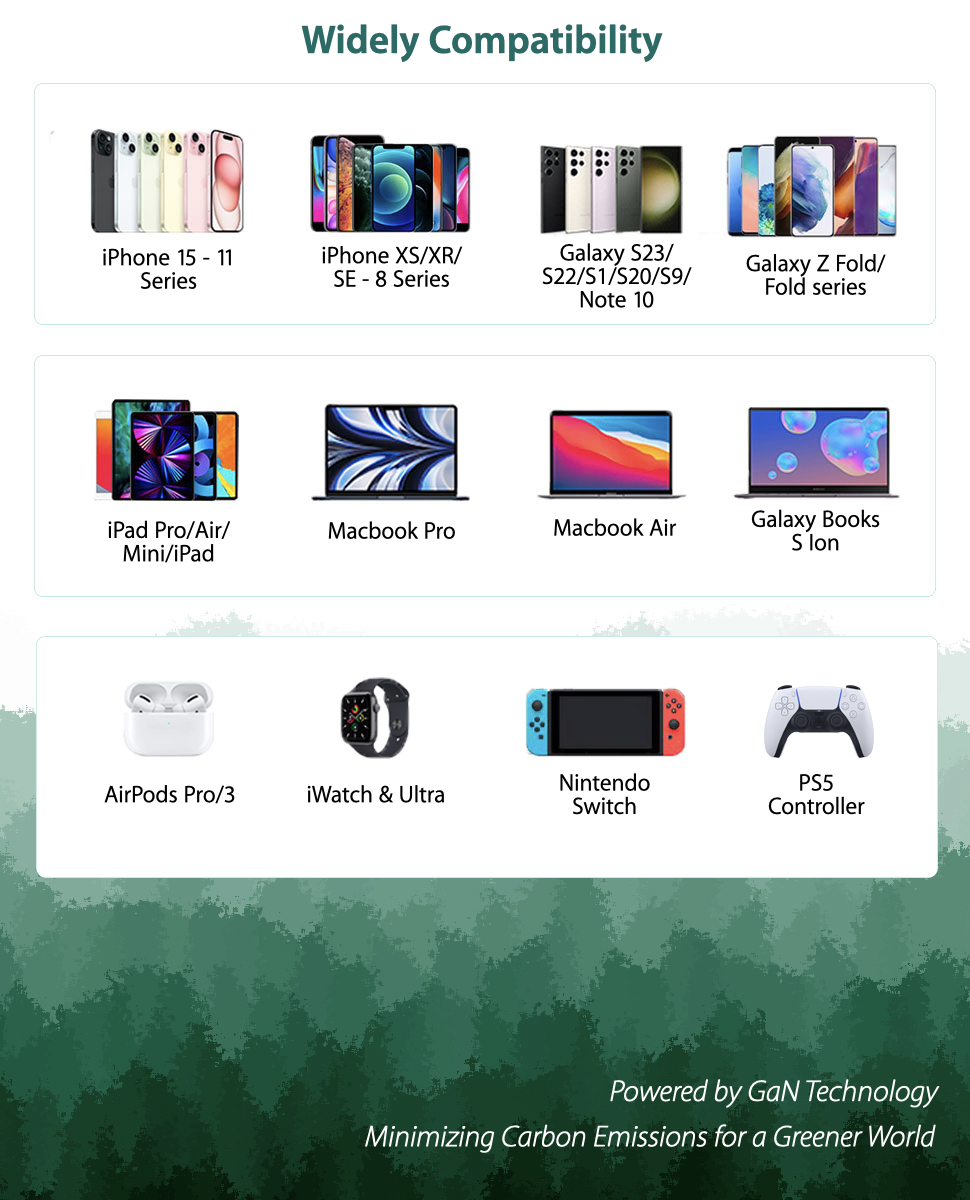 Widely Compatibility
iPhone 15 - 11
Series
iPhone XS/XR/
SE - 8 Series
Galaxy S23/
S22/S1/S20/S9/
Note 10
Galaxy Z Fold/
Fold series
iPad Pro/Air/
Mini/iPad
Macbook Pro
Macbook Air
Galaxy Books
S Ion
AirPods Pro/3
iWatch & Ultra
Nintendo
Switch
PS5
Controller
Powered by GaN Technology
Minimizing Carbon Emissions for a Greener World